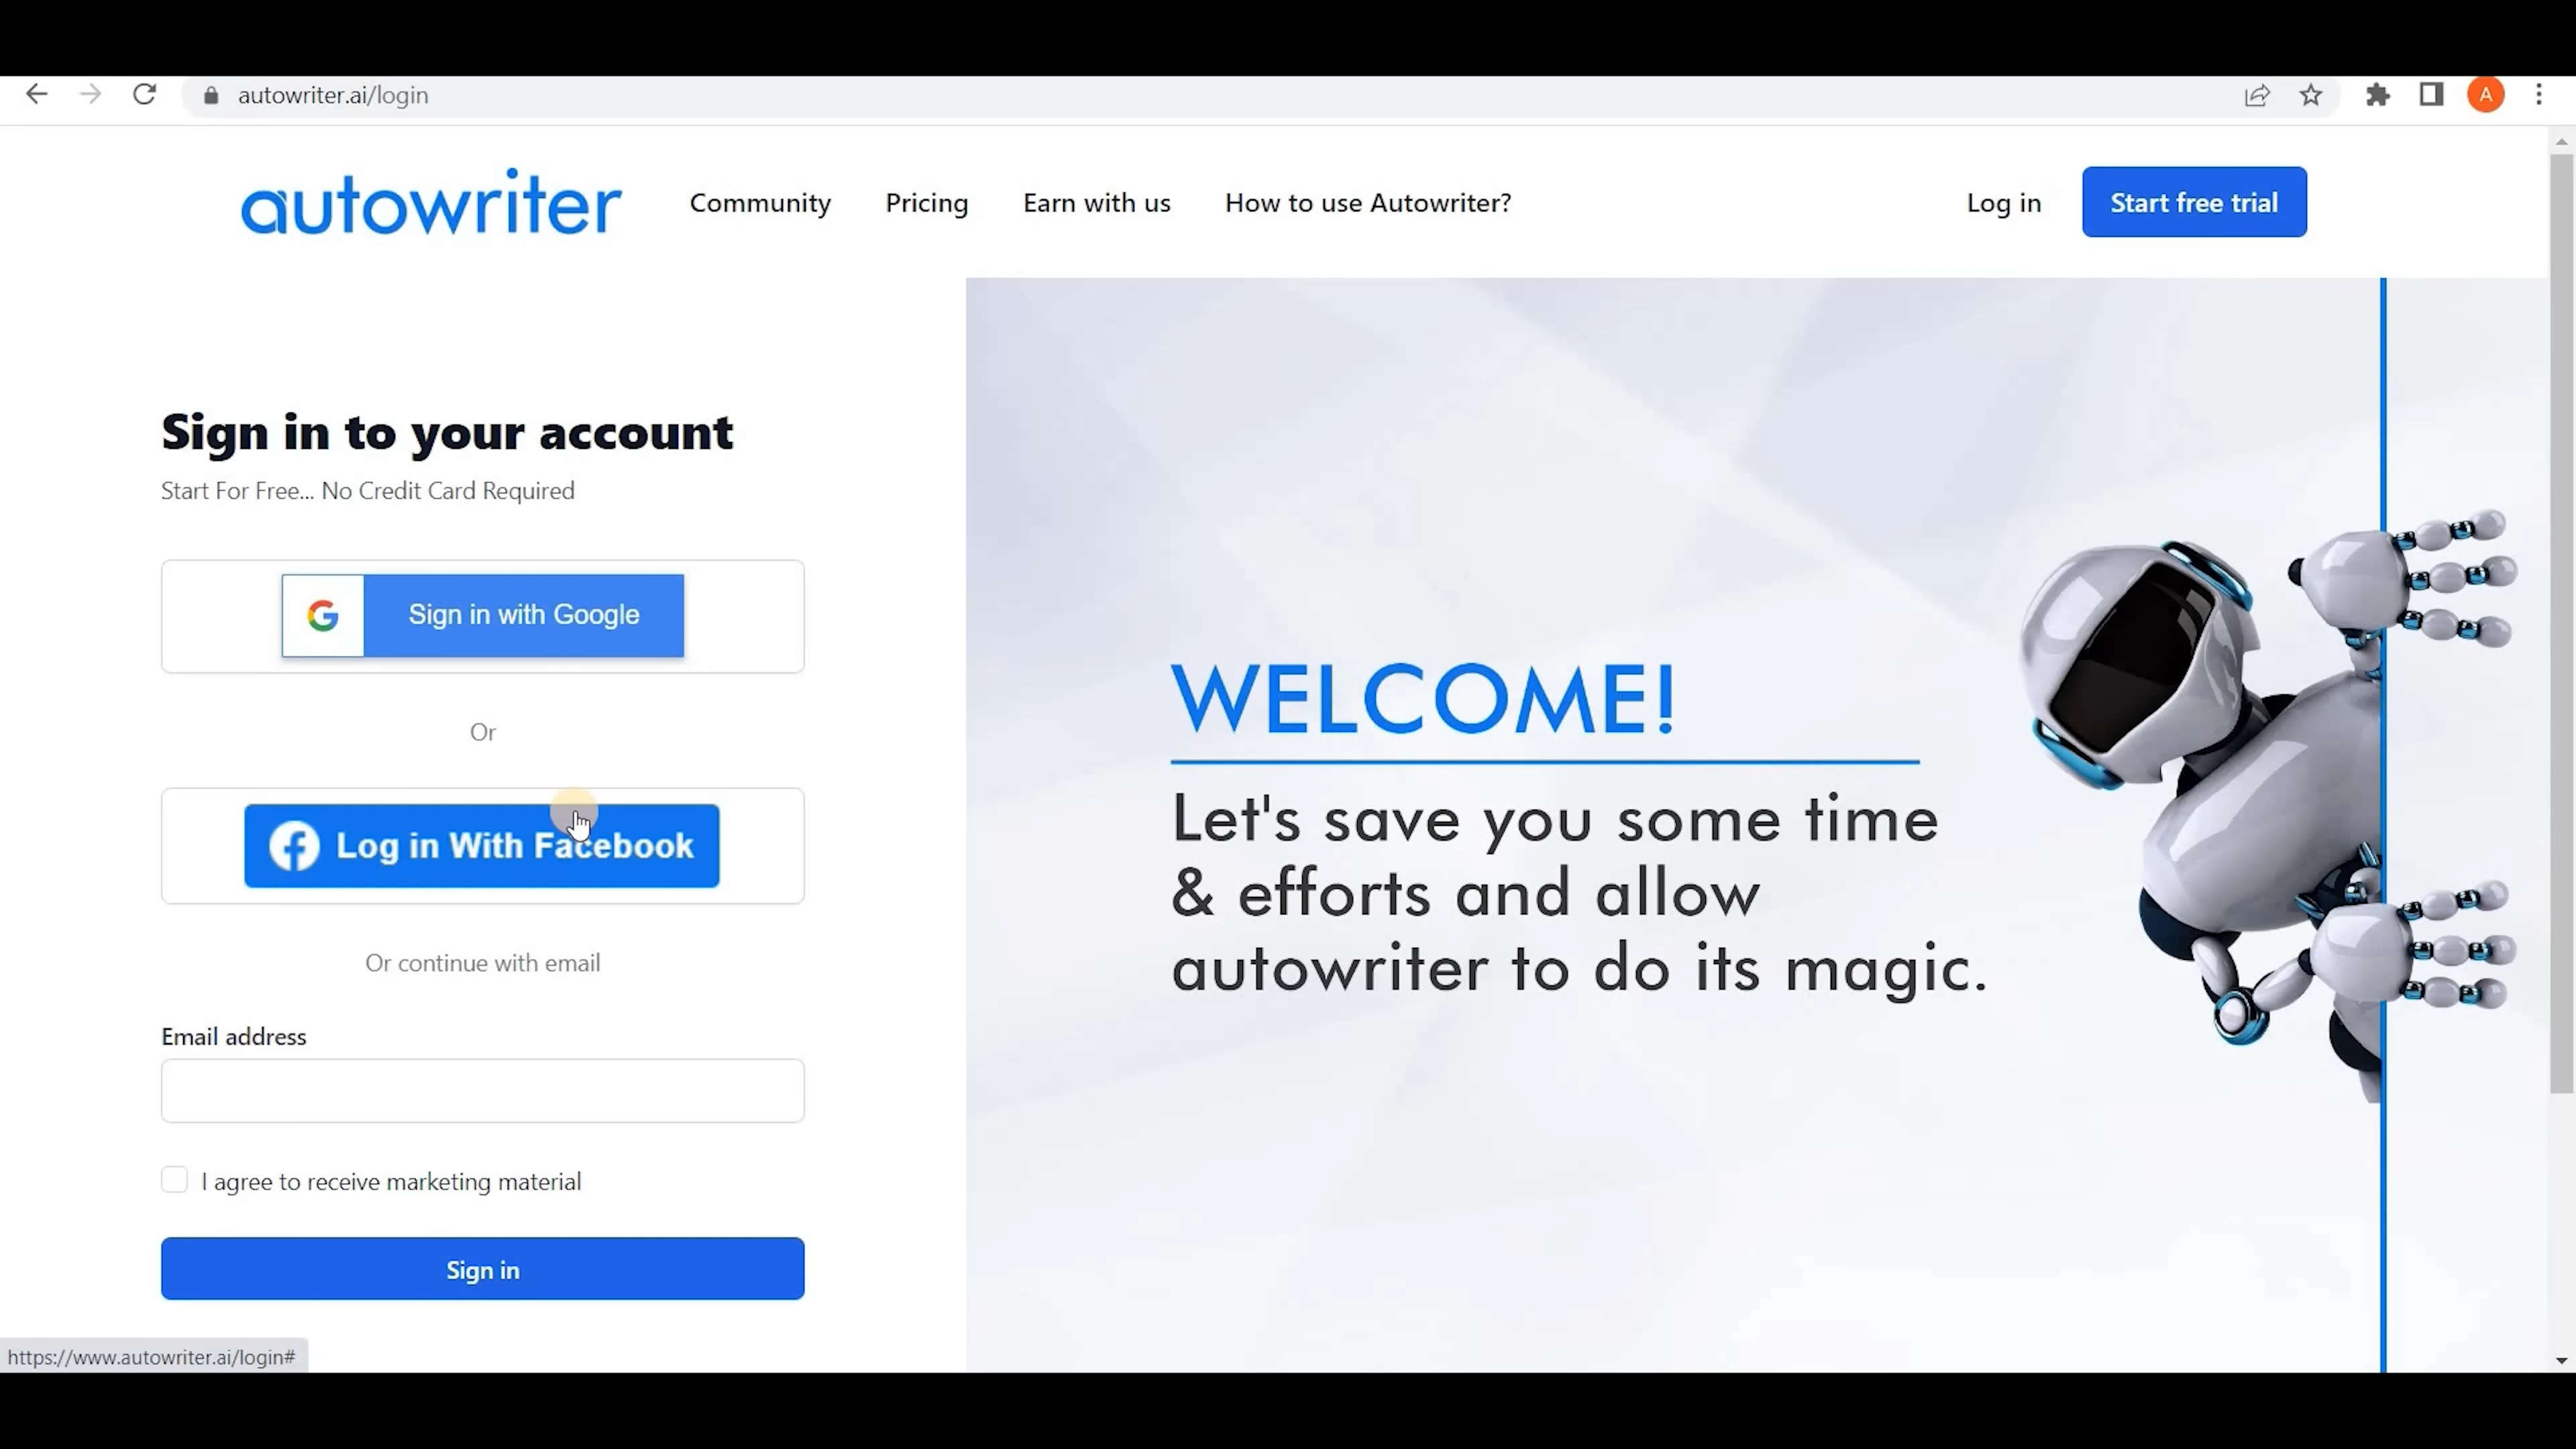 autowriter.ai/login
A
autowriter
Community
Pricing
Earn with us
How to use Autowriter?
Log in
Start free trial
Sign in to your account
Start For Free... No Credit Card Required
Sign in with Google
Or
Log in With Facebook
Or continue with email
Email address
I agree to receive marketing material
Sign in
WELCOME!
Let's save you some time
& efforts and allow
autowriter to do its magic.
https://www.autowriter.ai/login#